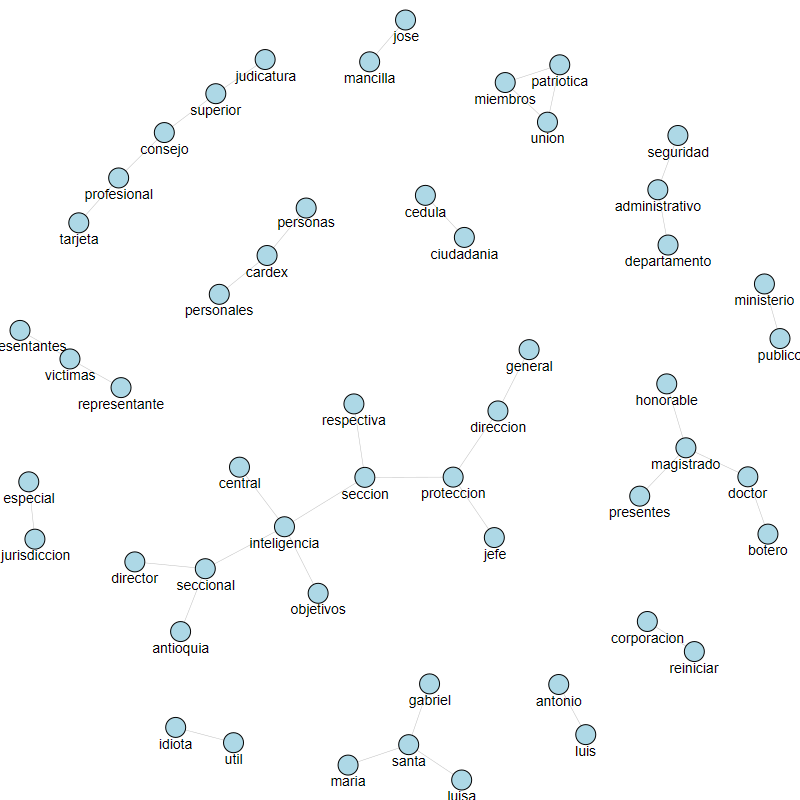 jose
judicatura
mancilla
patriotica
miembros
superior
union
consejo
seguridad
profesional
administrativo
cedula
personas
tarjeta
ciudadania
departamento
cardex
ministerio
personales
esentantes
publico
general
victimas
honorable
representante
respectiva
direccion
magistrado
central
seccion
proteccion
doctor
especial
presentes
inteligencia
botero
jurisdiccion
jefe
director
seccional
objetivos
corporacion
antioquia
reiniciar
gabriel
antonio
idiota
luis
util
santa
maria
luisa